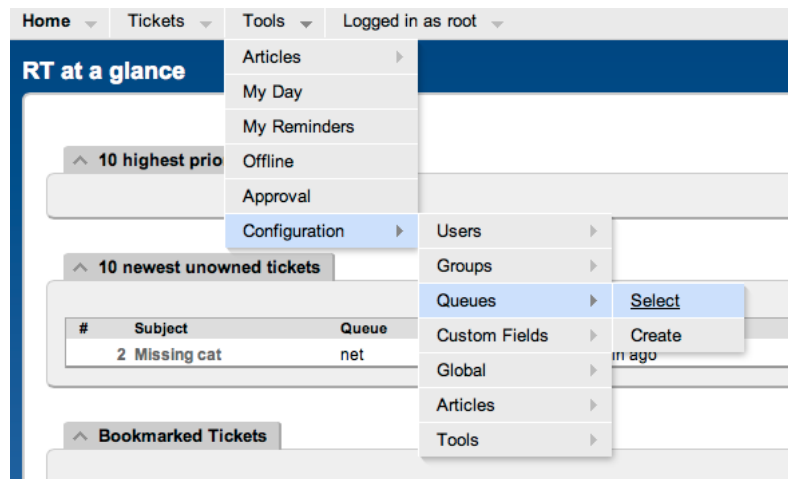 Home Tickets Tools Logged in as root
RT at a glance
Articles
My Day
My Reminders
10 highest prio
Offline
Approval
Configuration Users
10 newest unowned tickets Groups
Queues Select
# Subject Queue Custom Fields Create
2 Missing cat net in ago
Global
Articles
Bookmarked Tickets Tools